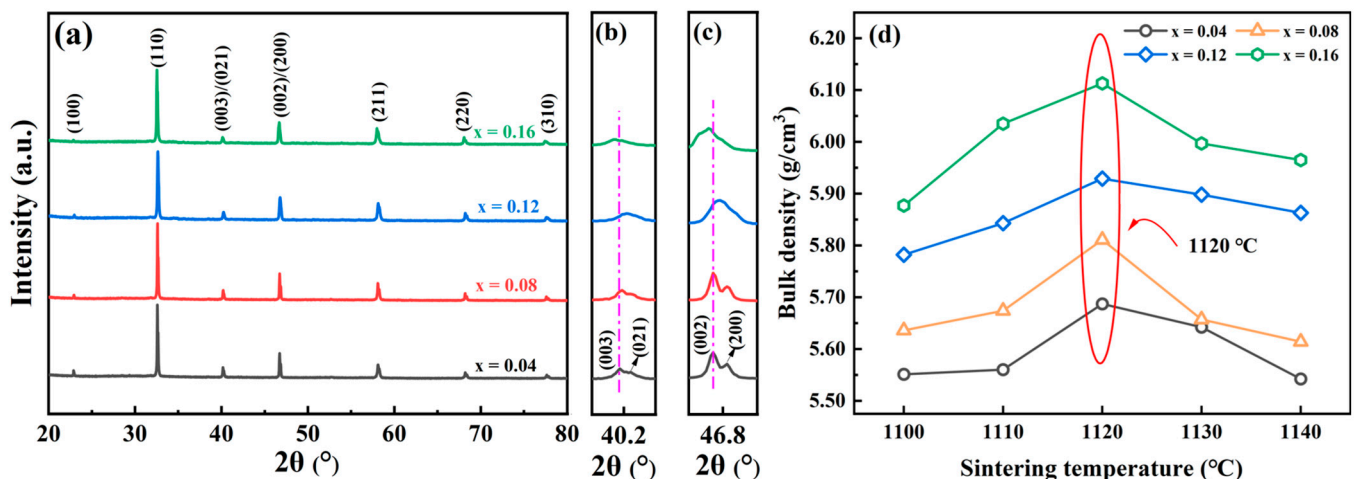 (a)
(100)
(110)
(003)/(021)
(002)/(200)
(211)
(220)
(310)
x = 0.16
x = 0.12
x = 0.08
x = 0.04
Intensity (a.u.)
20 30 40 50 60 70 80
2θ (°)
(b)
(003)
(021)
40.2
2θ (°)
(c)
(002)
(200)
46.8
2θ (°)
(d)
x = 0.04 x = 0.08
x = 0.12 x = 0.16
6.20
6.10
6.00
5.90
5.80
5.70
5.60
5.50
Bulk density (g/cm³)
1120 °C
1100 1110 1120 1130 1140
Sintering temperature (°C)